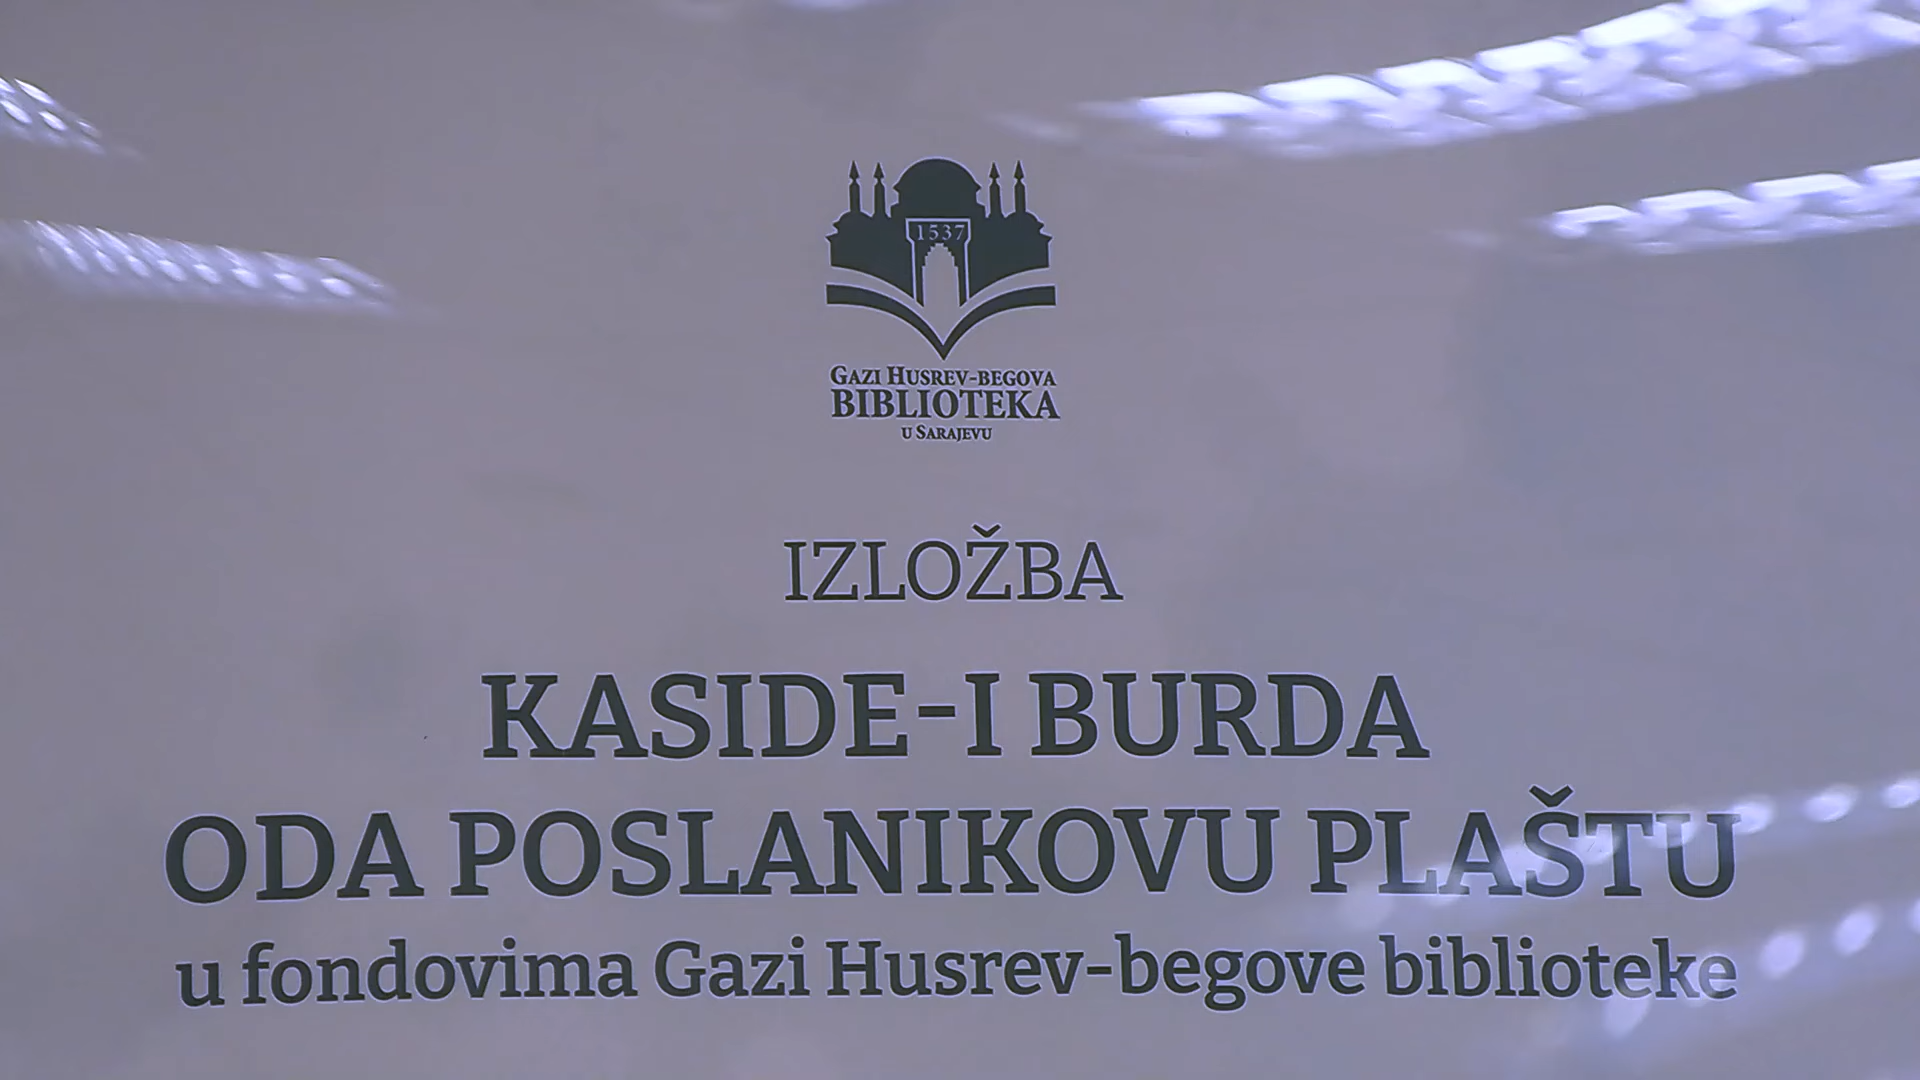 1537
GAZI HUSREV-BEGOVA
BIBLIOTEKA
U SARAJEVU
IZLOŽBA
KASIDE-I BURDA
ODA POSLANIKOVU PLAŠTU
u fondovima Gazi Husrev-begove biblioteke